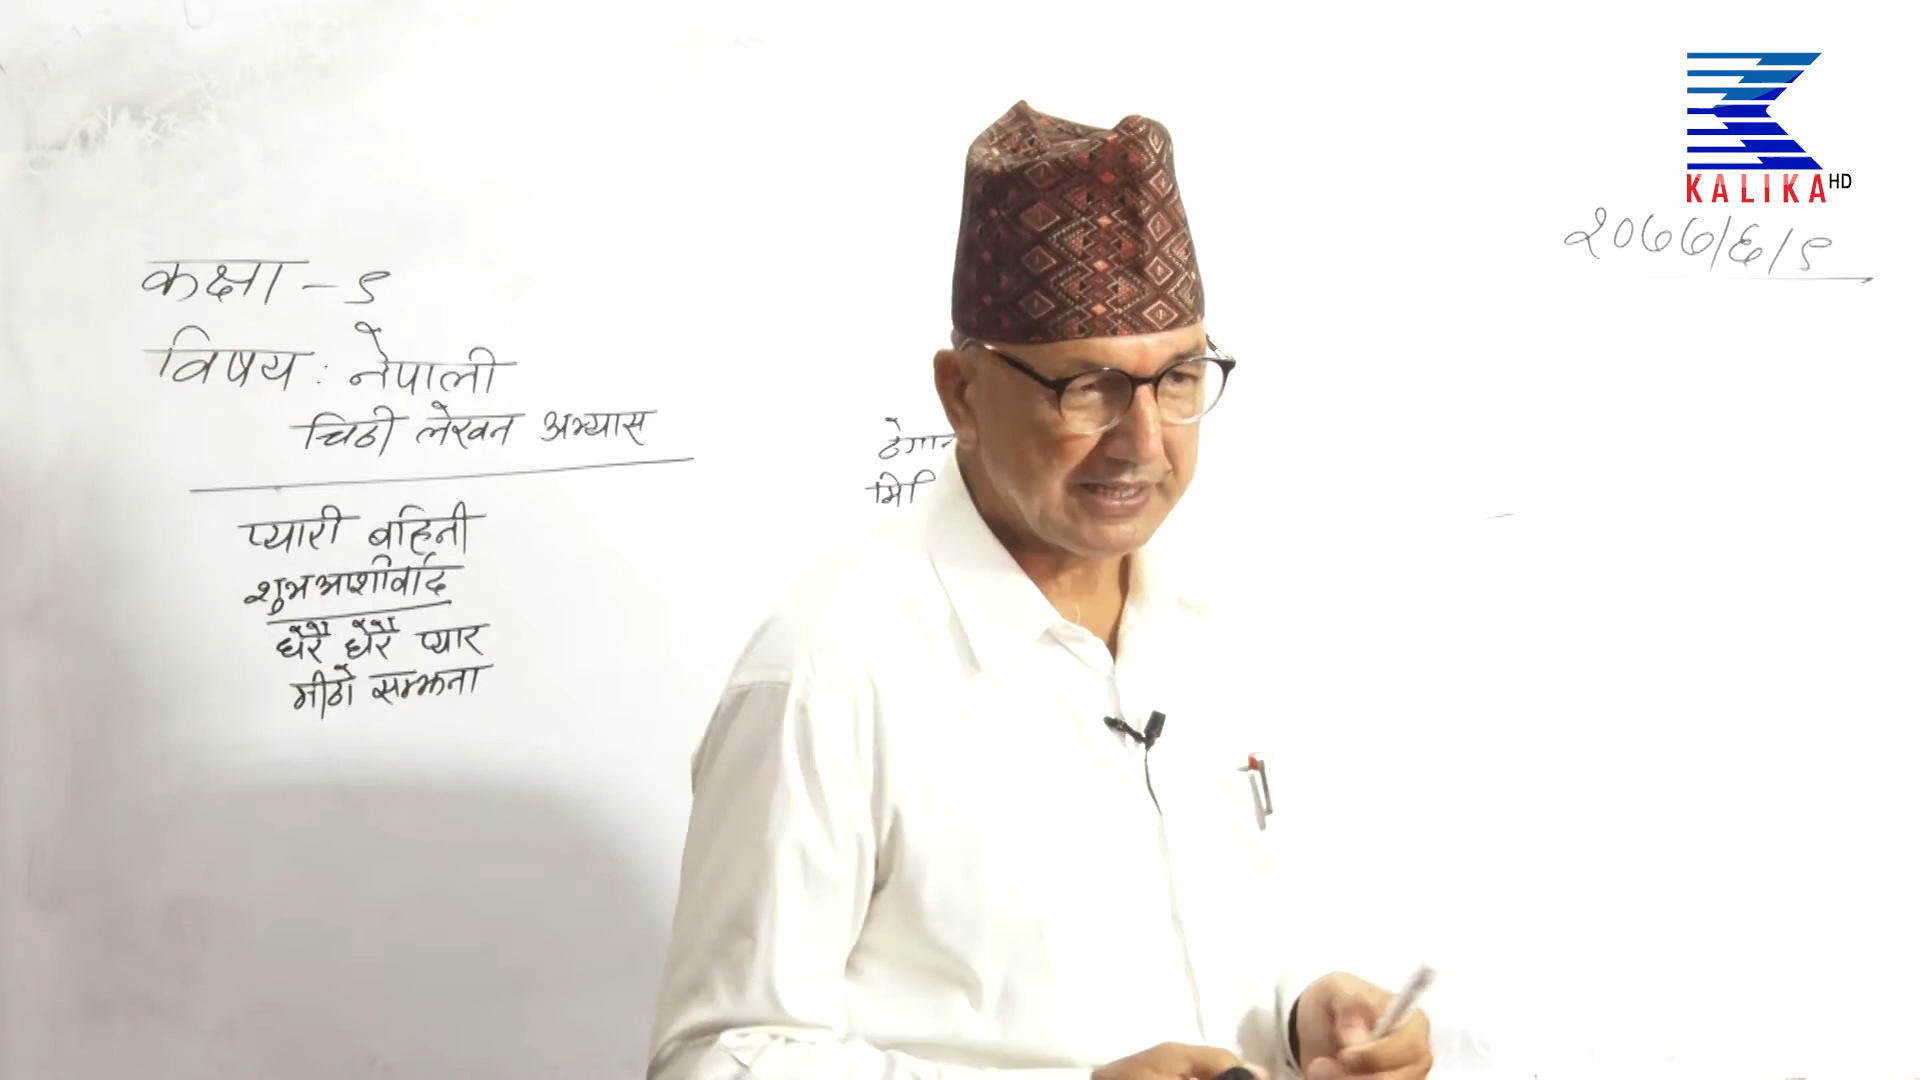 KALIKA HD
२०७७/६/९
कक्षा - ९
विषय : नेपाली
चिठी लेखन अभ्यास
ठेगान
मिति
प्यारी बहिनी
शुभआशीर्वाद
धेरै धेरै प्यार
मीठो सम्झना